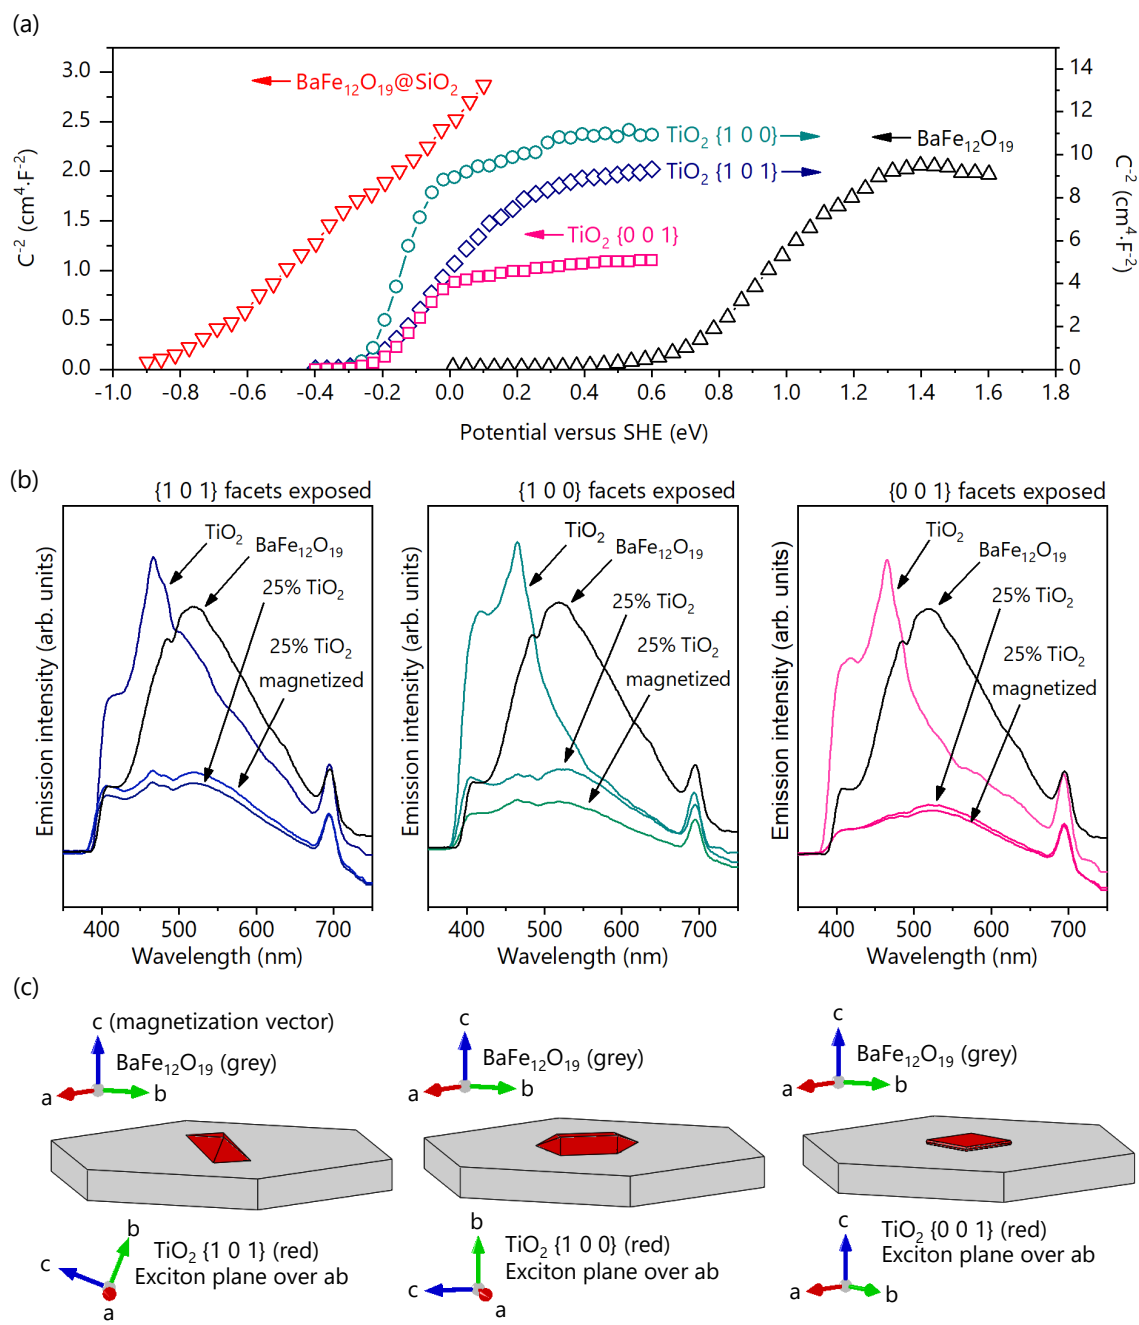 (a)
3.0
2.5
2.0
1.5
1.0
0.5
0.0
C⁻² (cm⁴·F⁻²)
BaFe₁₂O₁₉@SiO₂
TiO₂ {1 0 0}
TiO₂ {1 0 1}
TiO₂ {0 0 1}
BaFe₁₂O₁₉
14
12
10
8
6
4
2
0
C⁻² (cm⁴·F⁻²)
-1.0 -0.8 -0.6 -0.4 -0.2 0.0 0.2 0.4 0.6 0.8 1.0 1.2 1.4 1.6 1.8
Potential versus SHE (eV)
(b)
{1 0 1} facets exposed
TiO₂
BaFe₁₂O₁₉
25% TiO₂
25% TiO₂
magnetized
Emission intensity (arb. units)
400 500 600 700
Wavelength (nm)
{1 0 0} facets exposed
TiO₂
BaFe₁₂O₁₉
25% TiO₂
25% TiO₂
magnetized
Emission intensity (arb. units)
400 500 600 700
Wavelength (nm)
{0 0 1} facets exposed
TiO₂
BaFe₁₂O₁₉
25% TiO₂
25% TiO₂
magnetized
Emission intensity (arb. units)
400 500 600 700
Wavelength (nm)
(c)
c (magnetization vector)
BaFe₁₂O₁₉ (grey)
a
b
b
TiO₂ {1 0 1} (red)
c
Exciton plane over ab
a
c
BaFe₁₂O₁₉ (grey)
a
b
b
TiO₂ {1 0 0} (red)
Exciton plane over ab
c
a
c
BaFe₁₂O₁₉ (grey)
a
b
c
TiO₂ {0 0 1} (red)
Exciton plane over ab
a
b